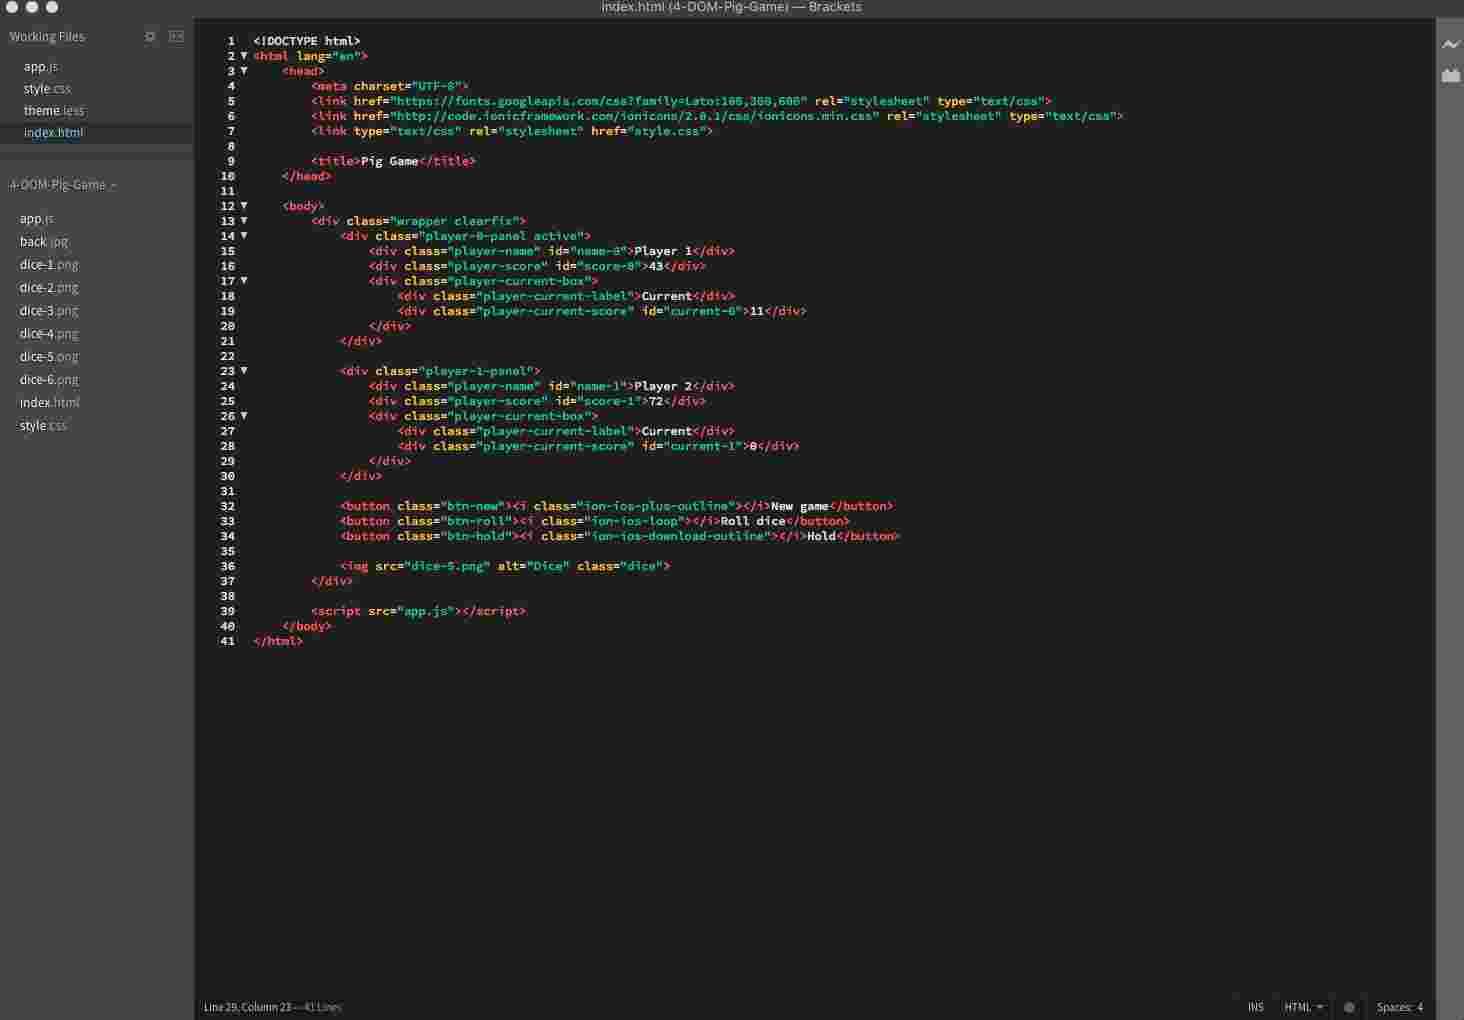 index.html (4-DOM-Pig-Game) — Brackets
Working Files
app.js
style.css
theme.less
index.html
4-DOM-Pig-Game
app.js
back.jpg
dice-1.png
dice-2.png
dice-3.png
dice-4.png
dice-5.png
dice-6.png
index.html
style.css
1 <!DOCTYPE html>
2 <html lang="en">
3 <head>
4 <meta charset="UTF-8">
5 <link href="https://fonts.googleapis.com/css?family=Lato:100,300,600" rel="stylesheet" type="text/css">
6 <link href="http://code.ionicframework.com/ionicons/2.0.1/css/ionicons.min.css" rel="stylesheet" type="text/css">
7 <link type="text/css" rel="stylesheet" href="style.css">
8
9 <title>Pig Game</title>
10 </head>
11
12 <body>
13 <div class="wrapper clearfix">
14 <div class="player-0-panel active">
15 <div class="player-name" id="name-0">Player 1</div>
16 <div class="player-score" id="score-0">43</div>
17 <div class="player-current-box">
18 <div class="player-current-label">Current</div>
19 <div class="player-current-score" id="current-0">11</div>
20 </div>
21 </div>
22
23 <div class="player-1-panel">
24 <div class="player-name" id="name-1">Player 2</div>
25 <div class="player-score" id="score-1">72</div>
26 <div class="player-current-box">
27 <div class="player-current-label">Current</div>
28 <div class="player-current-score" id="current-1">0</div>
29 </div>
30 </div>
31
32 <button class="btn-new"><i class="ion-ios-plus-outline"></i>New game</button>
33 <button class="btn-roll"><i class="ion-ios-loop"></i>Roll dice</button>
34 <button class="btn-hold"><i class="ion-ios-download-outline"></i>Hold</button>
35
36 <img src="dice-5.png" alt="Dice" class="dice">
37 </div>
38
39 <script src="app.js"></script>
40 </body>
41 </html>
Line 29, Column 23 — 41 Lines
INS HTML Spaces: 4